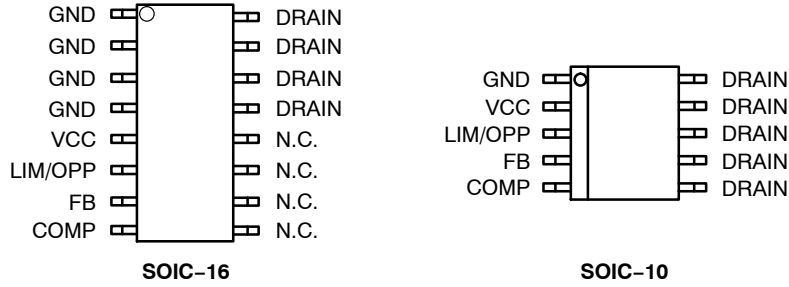 GND DRAIN
GND DRAIN
GND DRAIN
GND DRAIN
VCC N.C.
LIM/OPP N.C.
FB N.C.
COMP N.C.
SOIC–16
GND DRAIN
VCC DRAIN
LIM/OPP DRAIN
FB DRAIN
COMP DRAIN
SOIC–10